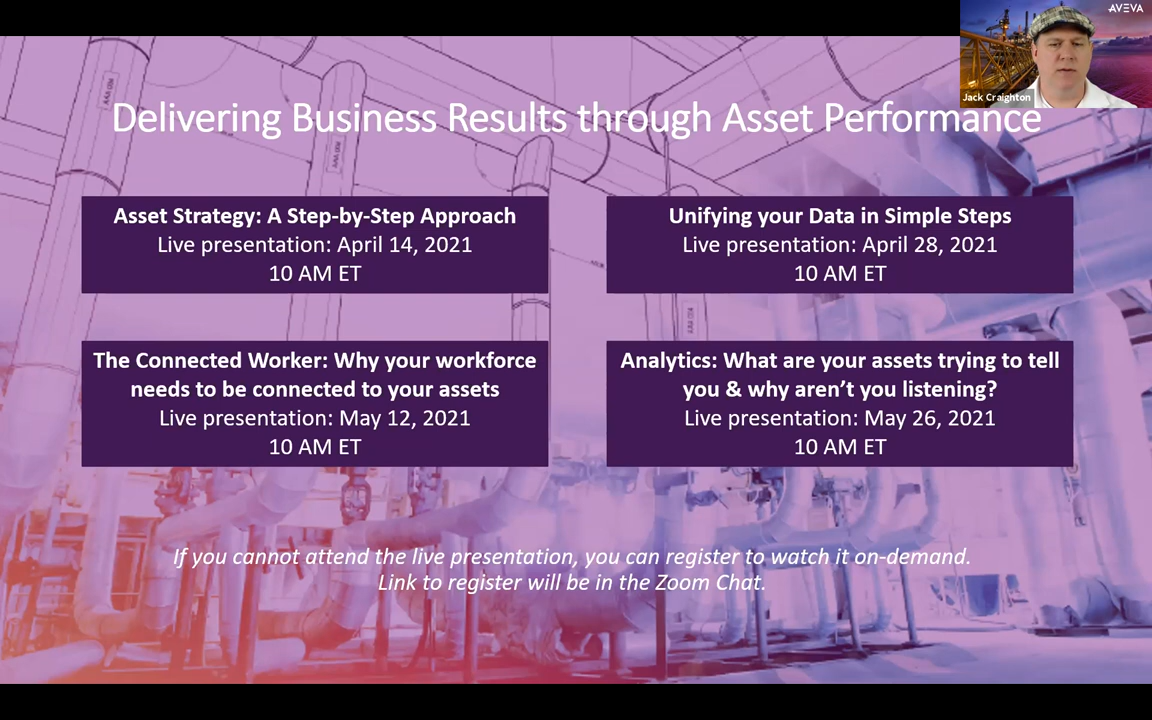 AVEVA
Jack Craighton
Delivering Business Results through Asset Performance
Asset Strategy: A Step-by-Step Approach
Live presentation: April 14, 2021
10 AM ET
Unifying your Data in Simple Steps
Live presentation: April 28, 2021
10 AM ET
The Connected Worker: Why your workforce
needs to be connected to your assets
Live presentation: May 12, 2021
10 AM ET
Analytics: What are your assets trying to tell
you & why aren’t you listening?
Live presentation: May 26, 2021
10 AM ET
If you cannot attend the live presentation, you can register to watch it on-demand.
Link to register will be in the Zoom Chat.